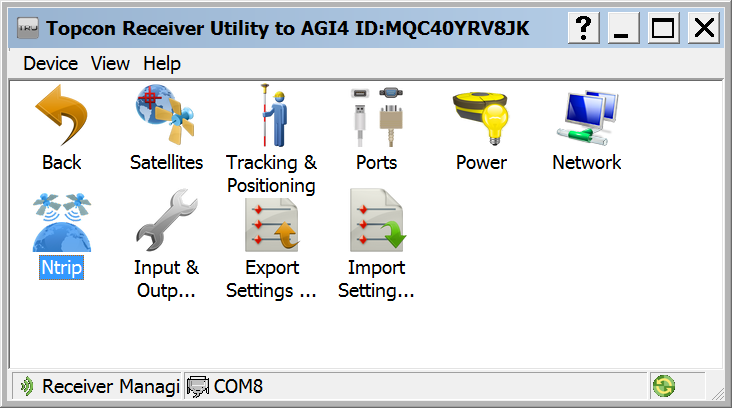 TRU Topcon Receiver Utility to AGI4 ID:MQC40YRV8JK ?
Device View Help
Back Satellites Tracking & Ports Power Network
Positioning
Ntrip Input & Export Import
Outp... Settings ... Setting...
Receiver Managi COM8